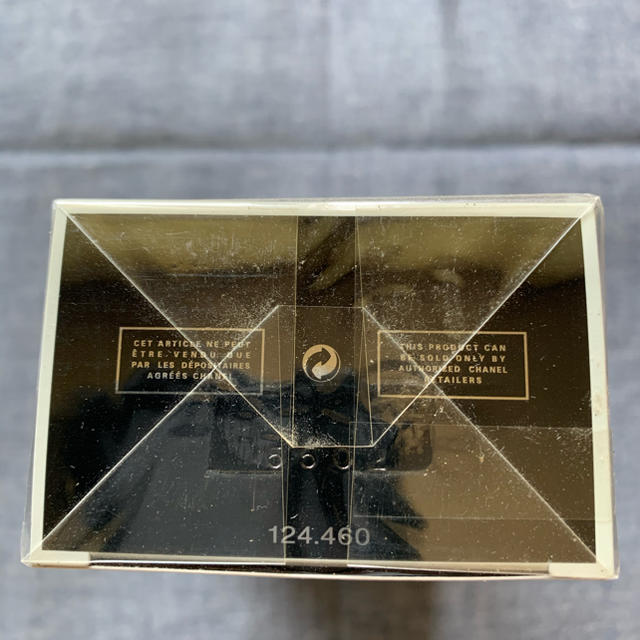 CET ARTICLE NE PEUT
ÊTRE VENDU QUE
PAR LES DÉPOSITAIRES
AGRÉÉS CHANEL
THIS PRODUCT CAN
BE SOLD ONLY BY
AUTHORIZED CHANEL
RETAILERS
124.460